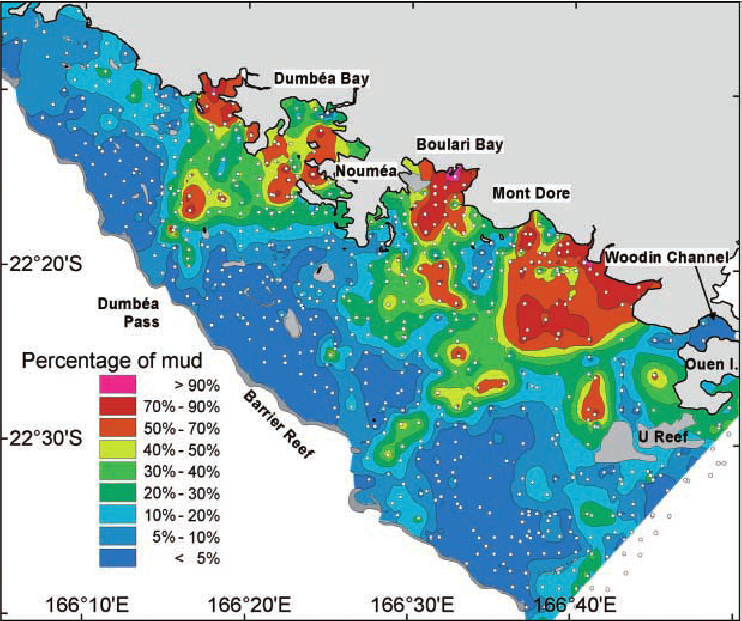 Dumbéa Bay
Boulari Bay
Nouméa
Mont Dore
Woodin Channel
22°20'S
Dumbéa
Pass
Percentage of mud
> 90%
70% - 90%
50% - 70%
40% - 50%
30% - 40%
20% - 30%
10% - 20%
5% - 10%
< 5%
Barrier Reef
Ouen I.
22°30'S
U Reef
166°10'E
166°20'E
166°30'E
166°40'E